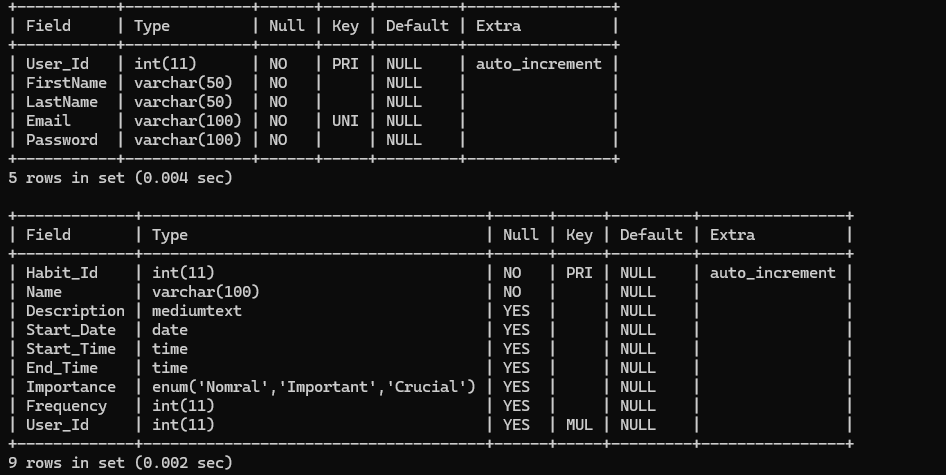 +-----------+--------------+------+-----+---------+----------------+
| Field     | Type         | Null | Key | Default | Extra          |
+-----------+--------------+------+-----+---------+----------------+
| User_Id   | int(11)      | NO   | PRI | NULL    | auto_increment |
| FirstName | varchar(50)  | NO   |     | NULL    |                |
| LastName  | varchar(50)  | NO   |     | NULL    |                |
| Email     | varchar(100) | NO   | UNI | NULL    |                |
| Password  | varchar(100) | NO   |     | NULL    |                |
+-----------+--------------+------+-----+---------+----------------+
5 rows in set (0.004 sec)

+-------------+--------------------------------------+------+-----+---------+----------------+
| Field       | Type                                 | Null | Key | Default | Extra          |
+-------------+--------------------------------------+------+-----+---------+----------------+
| Habit_Id    | int(11)                              | NO   | PRI | NULL    | auto_increment |
| Name        | varchar(100)                         | NO   |     | NULL    |                |
| Description | mediumtext                           | YES  |     | NULL    |                |
| Start_Date  | date                                 | YES  |     | NULL    |                |
| Start_Time  | time                                 | YES  |     | NULL    |                |
| End_Time    | time                                 | YES  |     | NULL    |                |
| Importance  | enum('Nomral','Important','Crucial') | YES  |     | NULL    |                |
| Frequency   | int(11)                              | YES  |     | NULL    |                |
| User_Id     | int(11)                              | YES  | MUL | NULL    |                |
+-------------+--------------------------------------+------+-----+---------+----------------+
9 rows in set (0.002 sec)